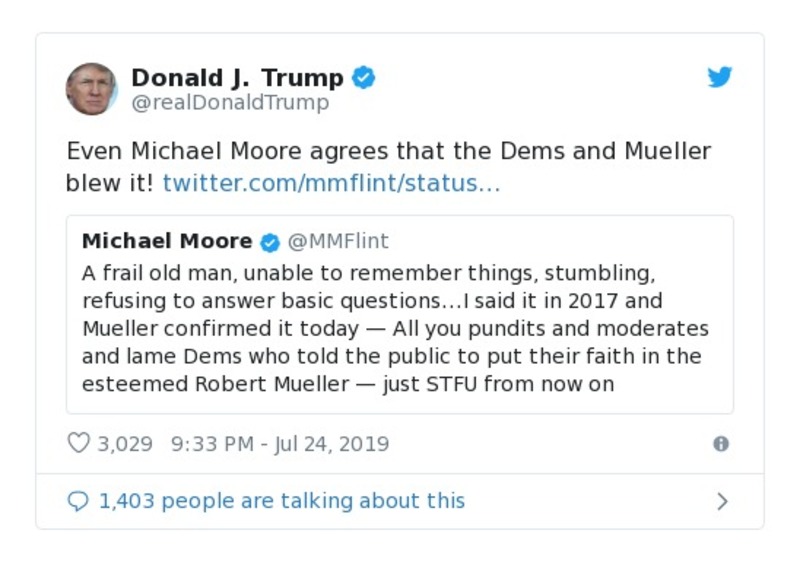 Donald J. Trump
@realDonaldTrump
Even Michael Moore agrees that the Dems and Mueller
blew it! twitter.com/mmflint/status…
Michael Moore @MMFlint
A frail old man, unable to remember things, stumbling,
refusing to answer basic questions…I said it in 2017 and
Mueller confirmed it today — All you pundits and moderates
and lame Dems who told the public to put their faith in the
esteemed Robert Mueller — just STFU from now on
3,029 9:33 PM - Jul 24, 2019
1,403 people are talking about this